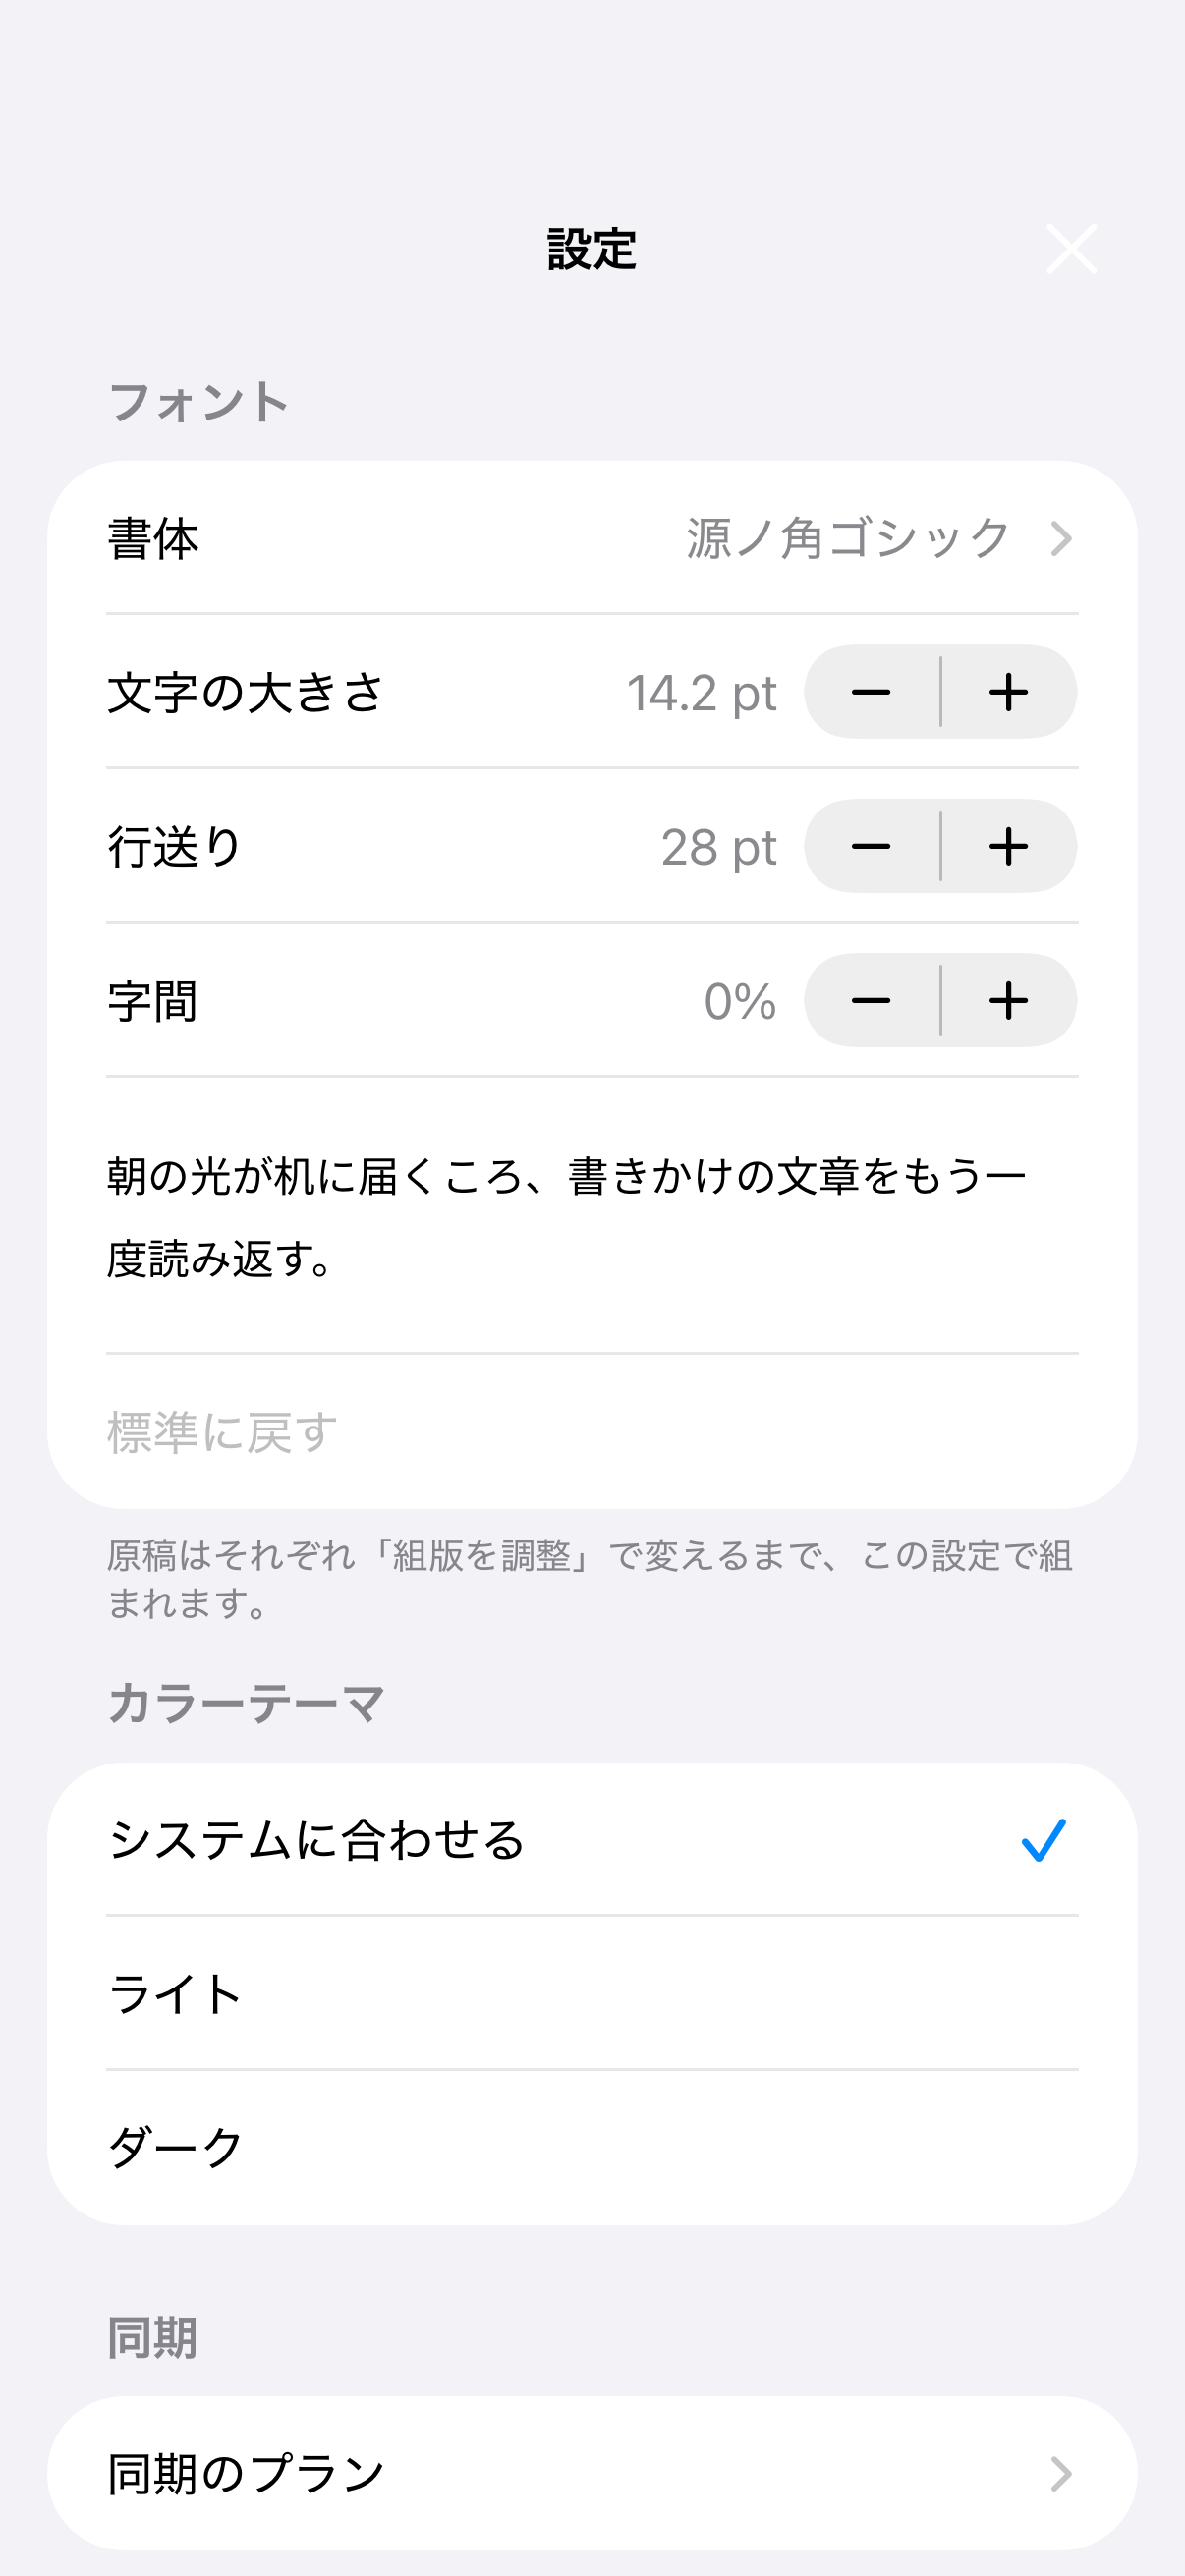 設定
フォント
書体 源ノ角ゴシック
文字の大きさ 14.2 pt
行送り 28 pt
字間 0%
朝の光が机に届くころ、書きかけの文章をもう一
度読み返す。
標準に戻す
原稿はそれぞれ「組版を調整」で変えるまで、この設定で組
まれます。
カラーテーマ
システムに合わせる
ライト
ダーク
同期
同期のプラン